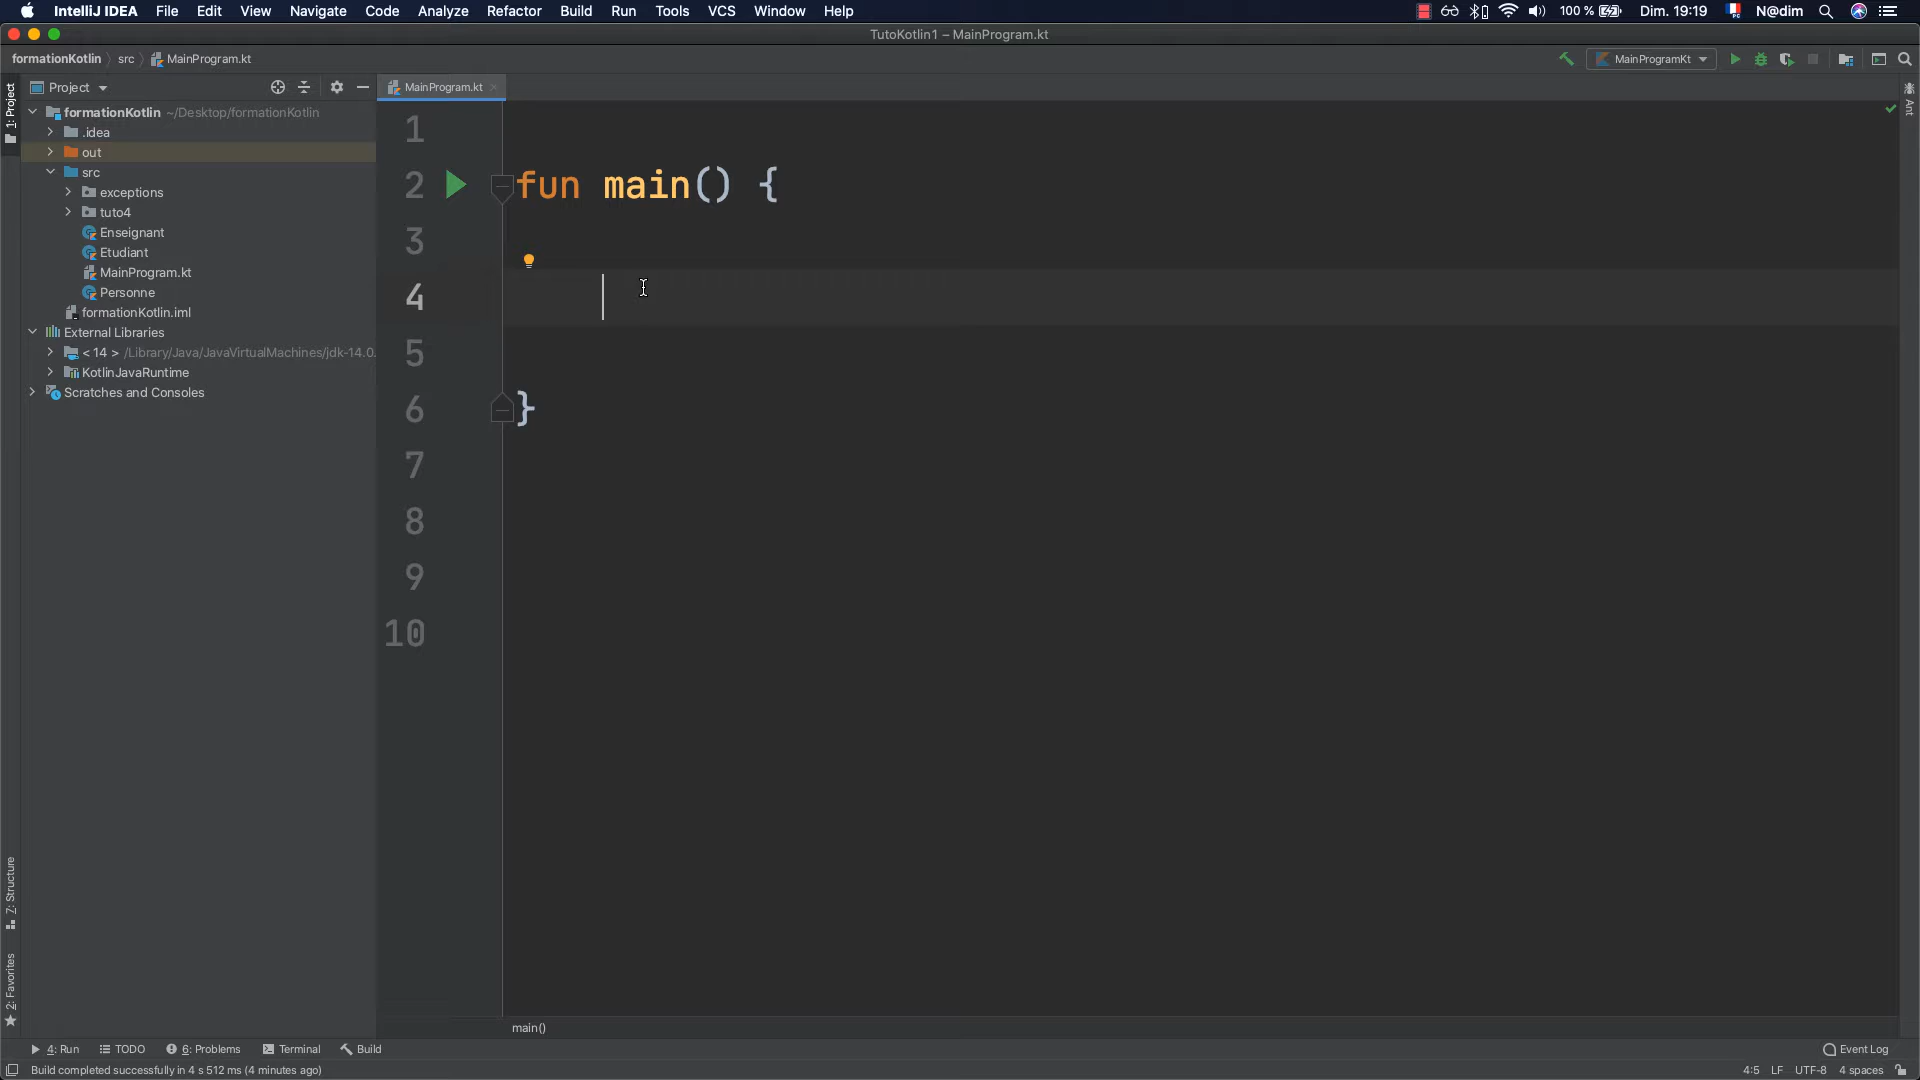 IntelliJ IDEA File Edit View Navigate Code Analyze Refactor Build Run Tools VCS Window Help 100 % Dim. 19:19 N@dim
TutoKotlin1 – MainProgram.kt
formationKotlin src MainProgram.kt MainProgramKt
Project MainProgram.kt
1: Project
Ant
formationKotlin ~/Desktop/formationKotlin
.idea
out
src
exceptions
tuto4
Enseignant
Etudiant
MainProgram.kt
Personne
formationKotlin.iml
External Libraries
< 14 > /Library/Java/JavaVirtualMachines/jdk-14.0.
KotlinJavaRuntime
Scratches and Consoles
1
2 fun main() {
3
4
5
6 }
7
8
9
10
7: Structure
2: Favorites
main()
4: Run TODO 6: Problems Terminal Build Event Log
Build completed successfully in 4 s 512 ms (4 minutes ago) 4:5 LF UTF-8 4 spaces